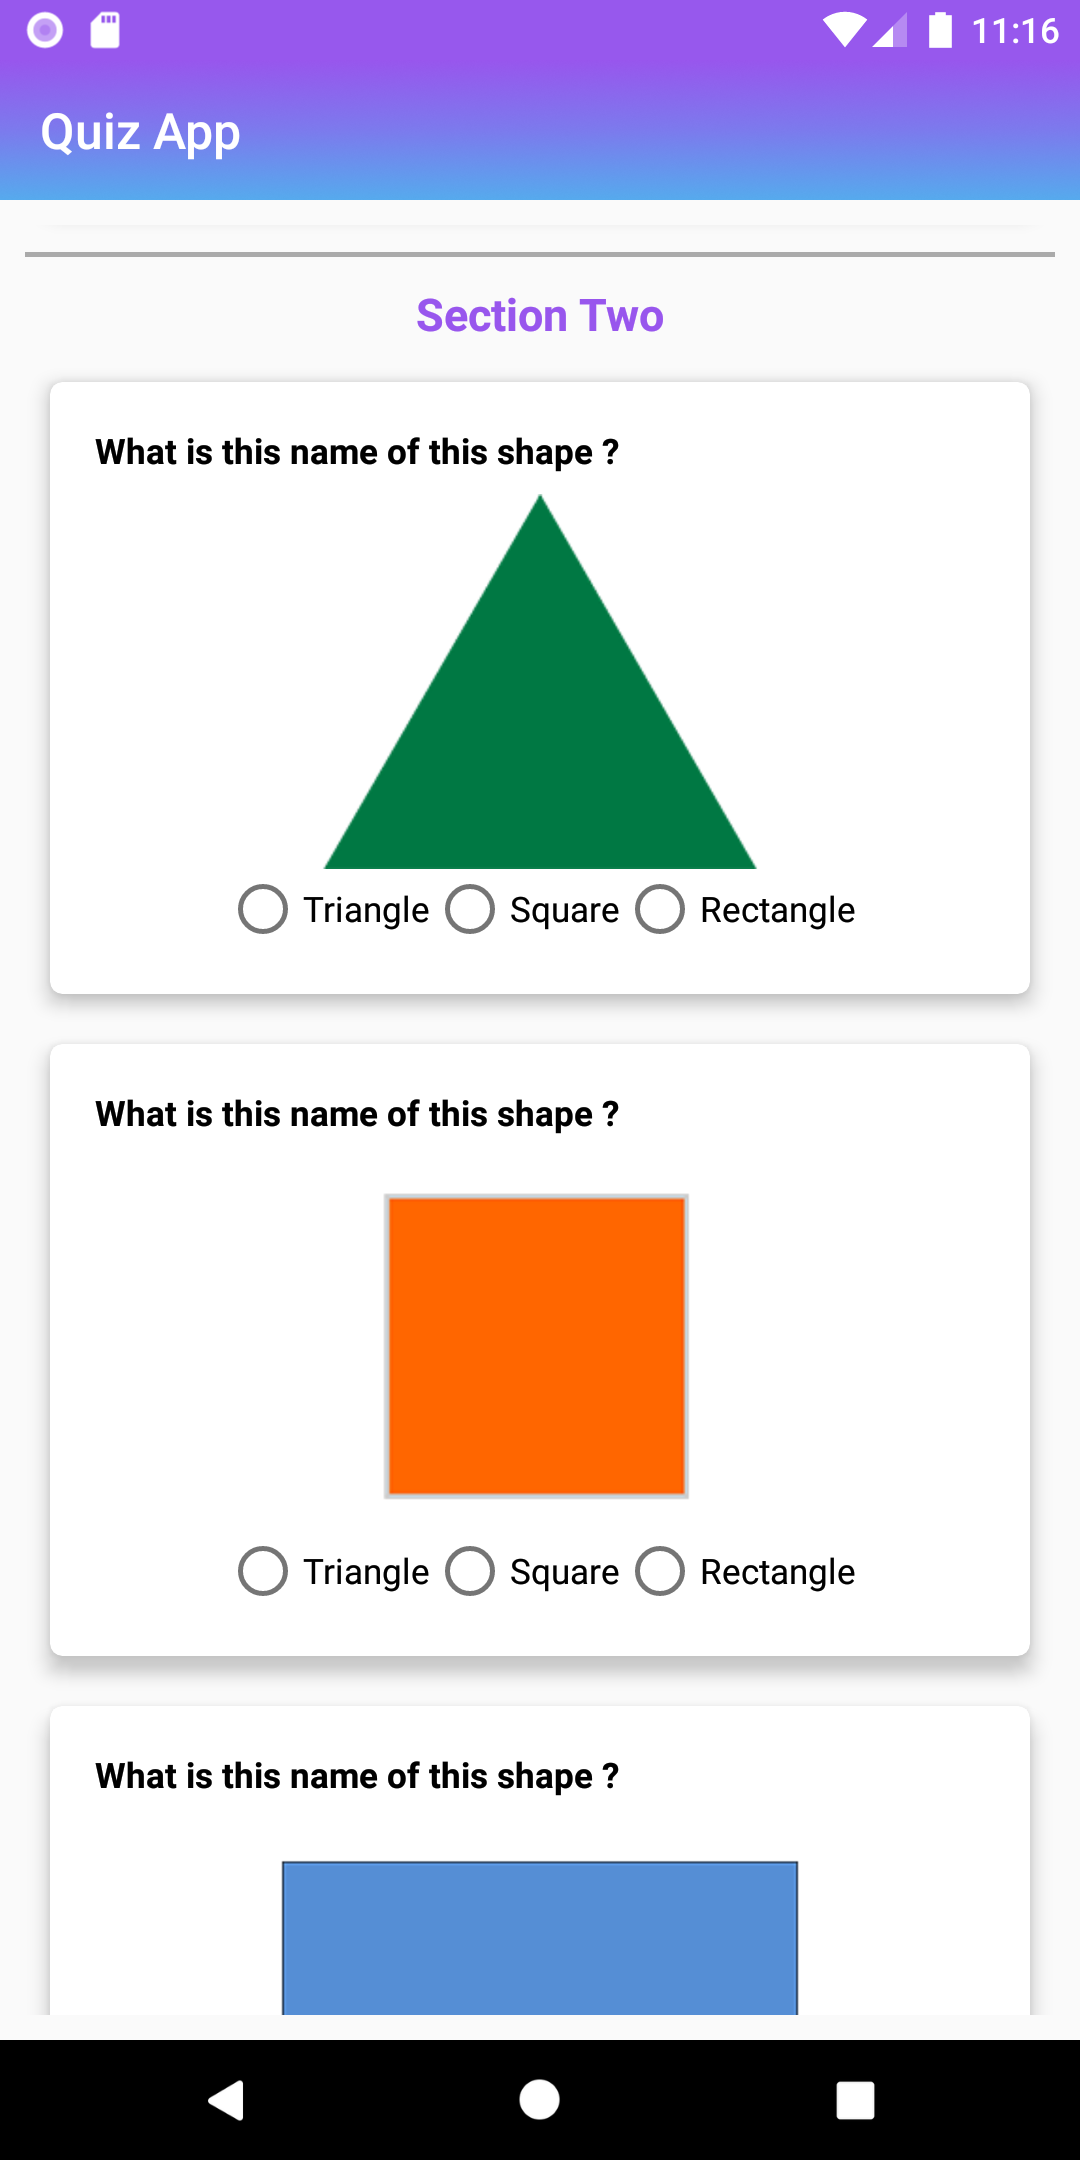 11:16
Quiz App
Section Two
What is this name of this shape ?
Triangle Square Rectangle
What is this name of this shape ?
Triangle Square Rectangle
What is this name of this shape ?